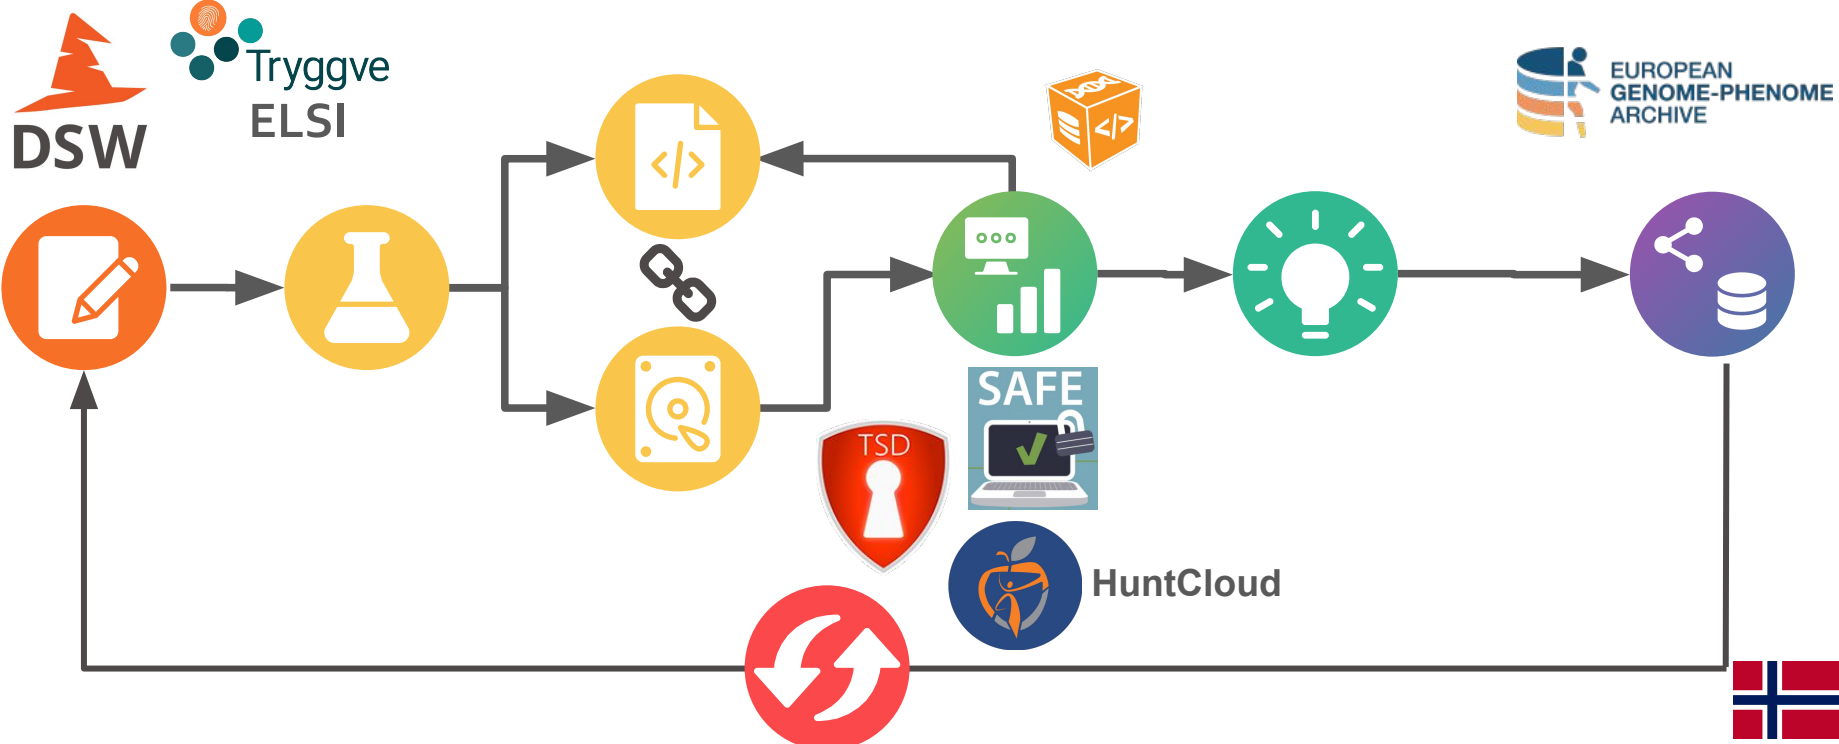 DSW
Tryggve
ELSI
</>
</>
EUROPEAN
GENOME-PHENOME
ARCHIVE
SAFE
TSD
HuntCloud